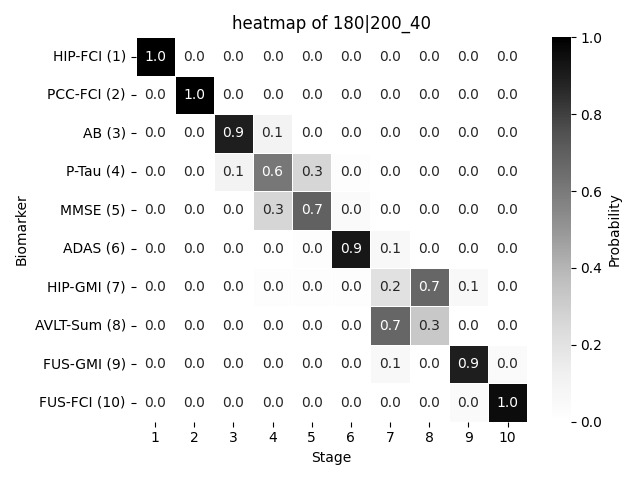 heatmap of 180|200_40
HIP-FCI (1) 1.0 0.0 0.0 0.0 0.0 0.0 0.0 0.0 0.0 0.0
PCC-FCI (2) 0.0 1.0 0.0 0.0 0.0 0.0 0.0 0.0 0.0 0.0
AB (3) 0.0 0.0 0.9 0.1 0.0 0.0 0.0 0.0 0.0 0.0
P-Tau (4) 0.0 0.0 0.1 0.6 0.3 0.0 0.0 0.0 0.0 0.0
MMSE (5) 0.0 0.0 0.0 0.3 0.7 0.0 0.0 0.0 0.0 0.0
ADAS (6) 0.0 0.0 0.0 0.0 0.0 0.9 0.1 0.0 0.0 0.0
HIP-GMI (7) 0.0 0.0 0.0 0.0 0.0 0.0 0.2 0.7 0.1 0.0
AVLT-Sum (8) 0.0 0.0 0.0 0.0 0.0 0.0 0.7 0.3 0.0 0.0
FUS-GMI (9) 0.0 0.0 0.0 0.0 0.0 0.0 0.1 0.0 0.9 0.0
FUS-FCI (10) 0.0 0.0 0.0 0.0 0.0 0.0 0.0 0.0 0.0 1.0
1 2 3 4 5 6 7 8 9 10
Stage
Biomarker
1.0
0.8
0.6
0.4
0.2
0.0
Probability